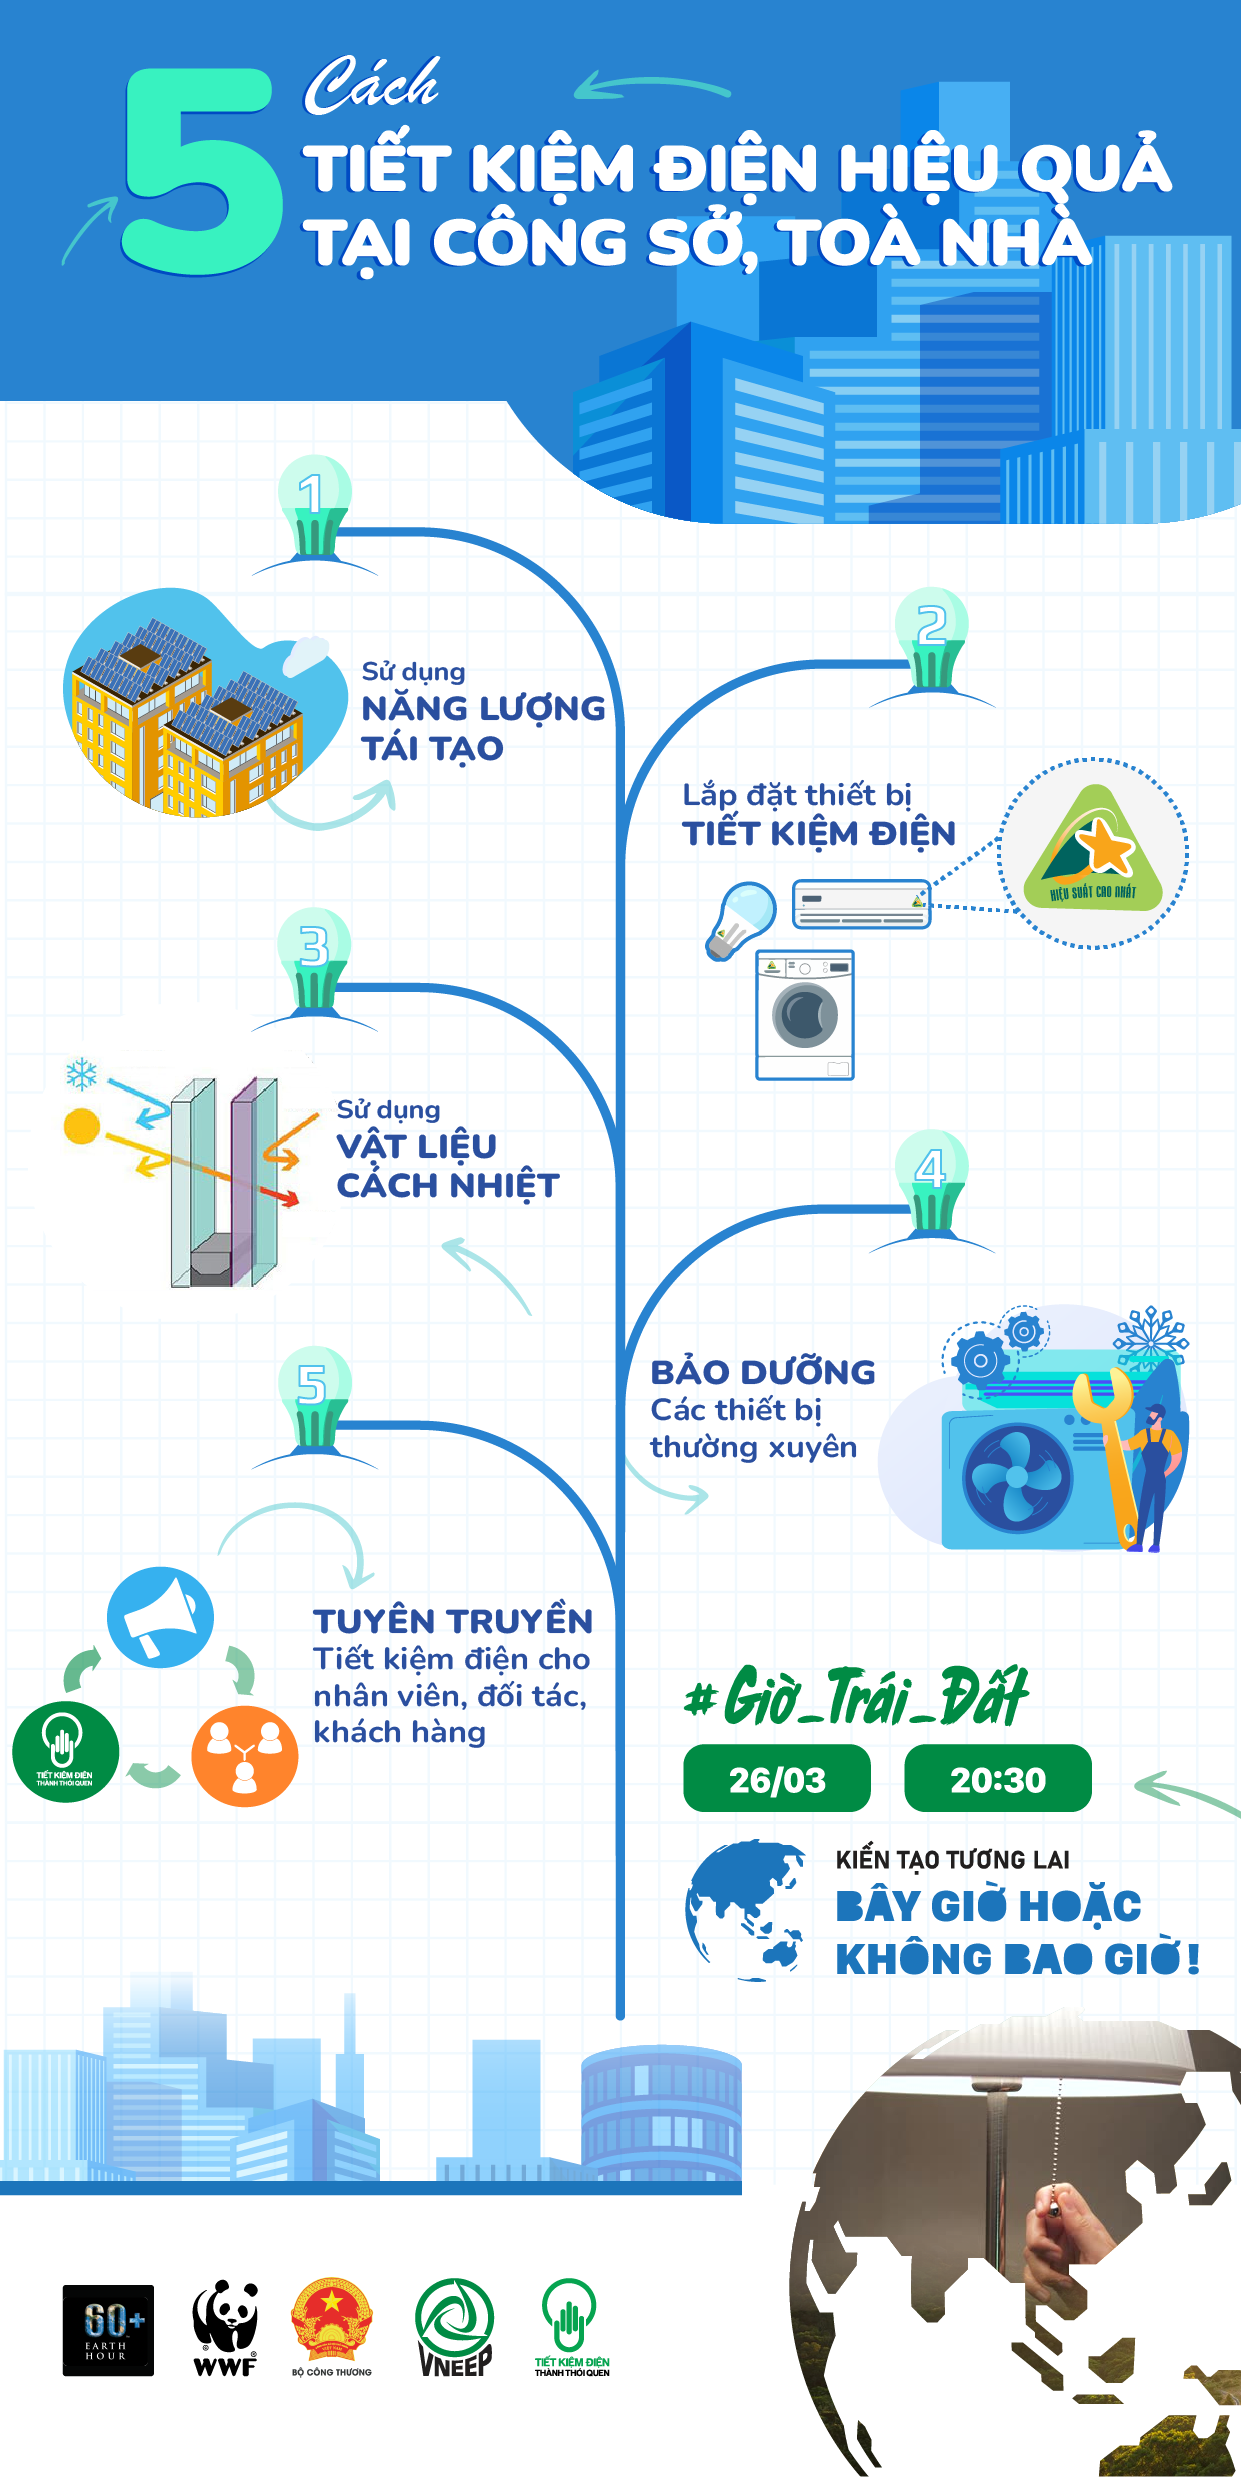 5
Cách
TIẾT KIỆM ĐIỆN HIỆU QUẢ
TẠI CÔNG SỞ, TOÀ NHÀ
1
Sử dụng
NĂNG LƯỢNG
TÁI TẠO
2
Lắp đặt thiết bị
TIẾT KIỆM ĐIỆN
HIỆU SUẤT CAO NHẤT
3
Sử dụng
VẬT LIỆU
CÁCH NHIỆT
4
BẢO DƯỠNG
Các thiết bị
thường xuyên
5
TUYÊN TRUYỀN
Tiết kiệm điện cho
nhân viên, đối tác,
khách hàng
TIẾT KIỆM ĐIỆN
THÀNH THÓI QUEN
#Giờ_Trái_Đất
26/03 20:30
KIẾN TẠO TƯƠNG LAI
BÂY GIỜ HOẶC
KHÔNG BAO GIỜ!
60+
EARTH
HOUR
WWF
BỘ CÔNG THƯƠNG
VNEEP
TIẾT KIỆM ĐIỆN
THÀNH THÓI QUEN